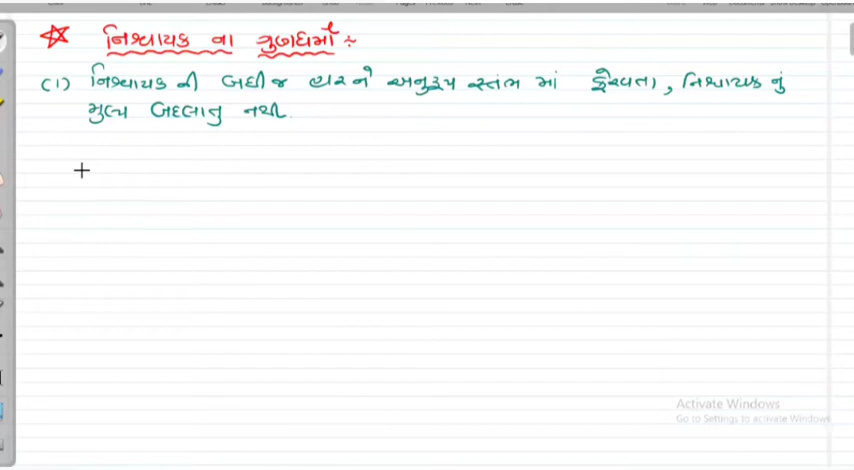 નિશ્ચાયક ના ગુણધર્મો :-
(1) નિશ્ચાયક ની બધી જ હારને અનુરૂપ સ્તંભ માં ફેરવતા, નિશ્ચાયક નું
મુલ્ય બદલાતુ નથી.
Activate Windows
Go to Settings to activate Windows